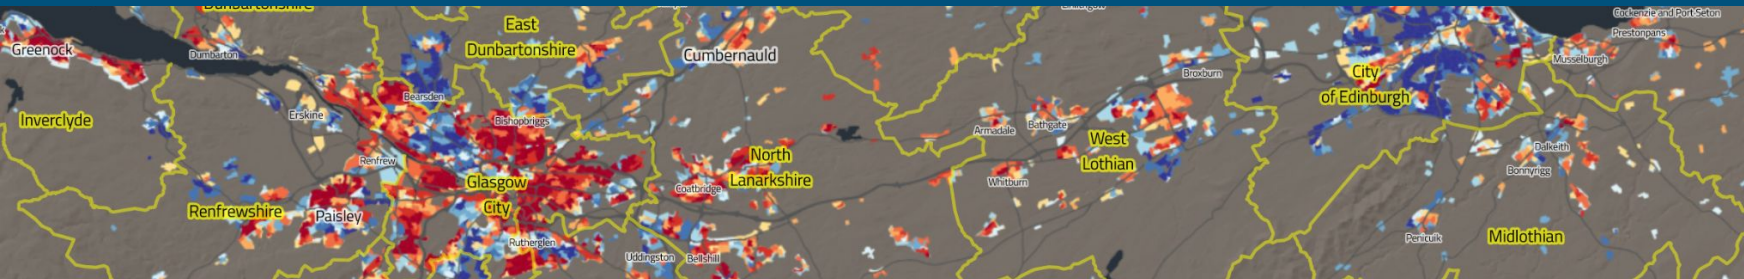 Dunbartonshire
Cockenzie and Port Seton
East
Dunbartonshire
Greenock
Dumbarton
Cumbernauld
Prestonpans
Musselburgh
Broxburn
City
of Edinburgh
Bearsden
Erskine
Inverclyde
Bishopbriggs
Armadale
Bathgate
West
Lothian
Dalkeith
Renfrew
North
Lanarkshire
Bonnyrigg
Glasgow
City
Coatbridge
Whitburn
Renfrewshire
Paisley
Rutherglen
Penicuik
Midlothian
Uddingston
Bellshill